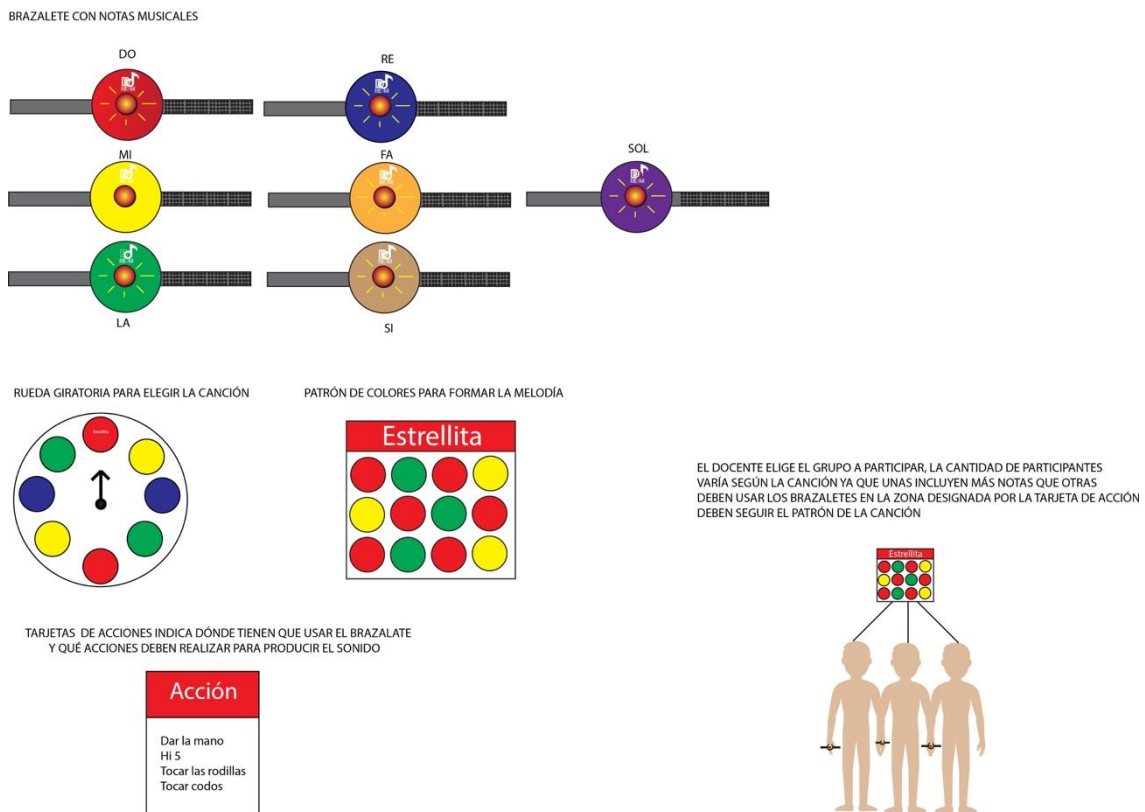 BRAZALETE CON NOTAS MUSICALES
DO
RE
MI
FA
SOL
LA
SI
RUEDA GIRATORIA PARA ELEGIR LA CANCIÓN
PATRÓN DE COLORES PARA FORMAR LA MELODÍA
Estrellita
Estrellita
EL DOCENTE ELIGE EL GRUPO A PARTICIPAR, LA CANTIDAD DE PARTICIPANTES
VARÍA SEGÚN LA CANCIÓN YA QUE UNAS INCLUYEN MÁS NOTAS QUE OTRAS
DEBEN USAR LOS BRAZALETES EN LA ZONA DESIGNADA POR LA TARJETA DE ACCIÓN
DEBEN SEGUIR EL PATRÓN DE LA CANCIÓN
Estrellita
TARJETAS DE ACCIONES INDICA DÓNDE TIENEN QUE USAR EL BRAZALATE
Y QUÉ ACCIONES DEBEN REALIZAR PARA PRODUCIR EL SONIDO
Acción
Dar la mano
Hi 5
Tocar las rodillas
Tocar codos